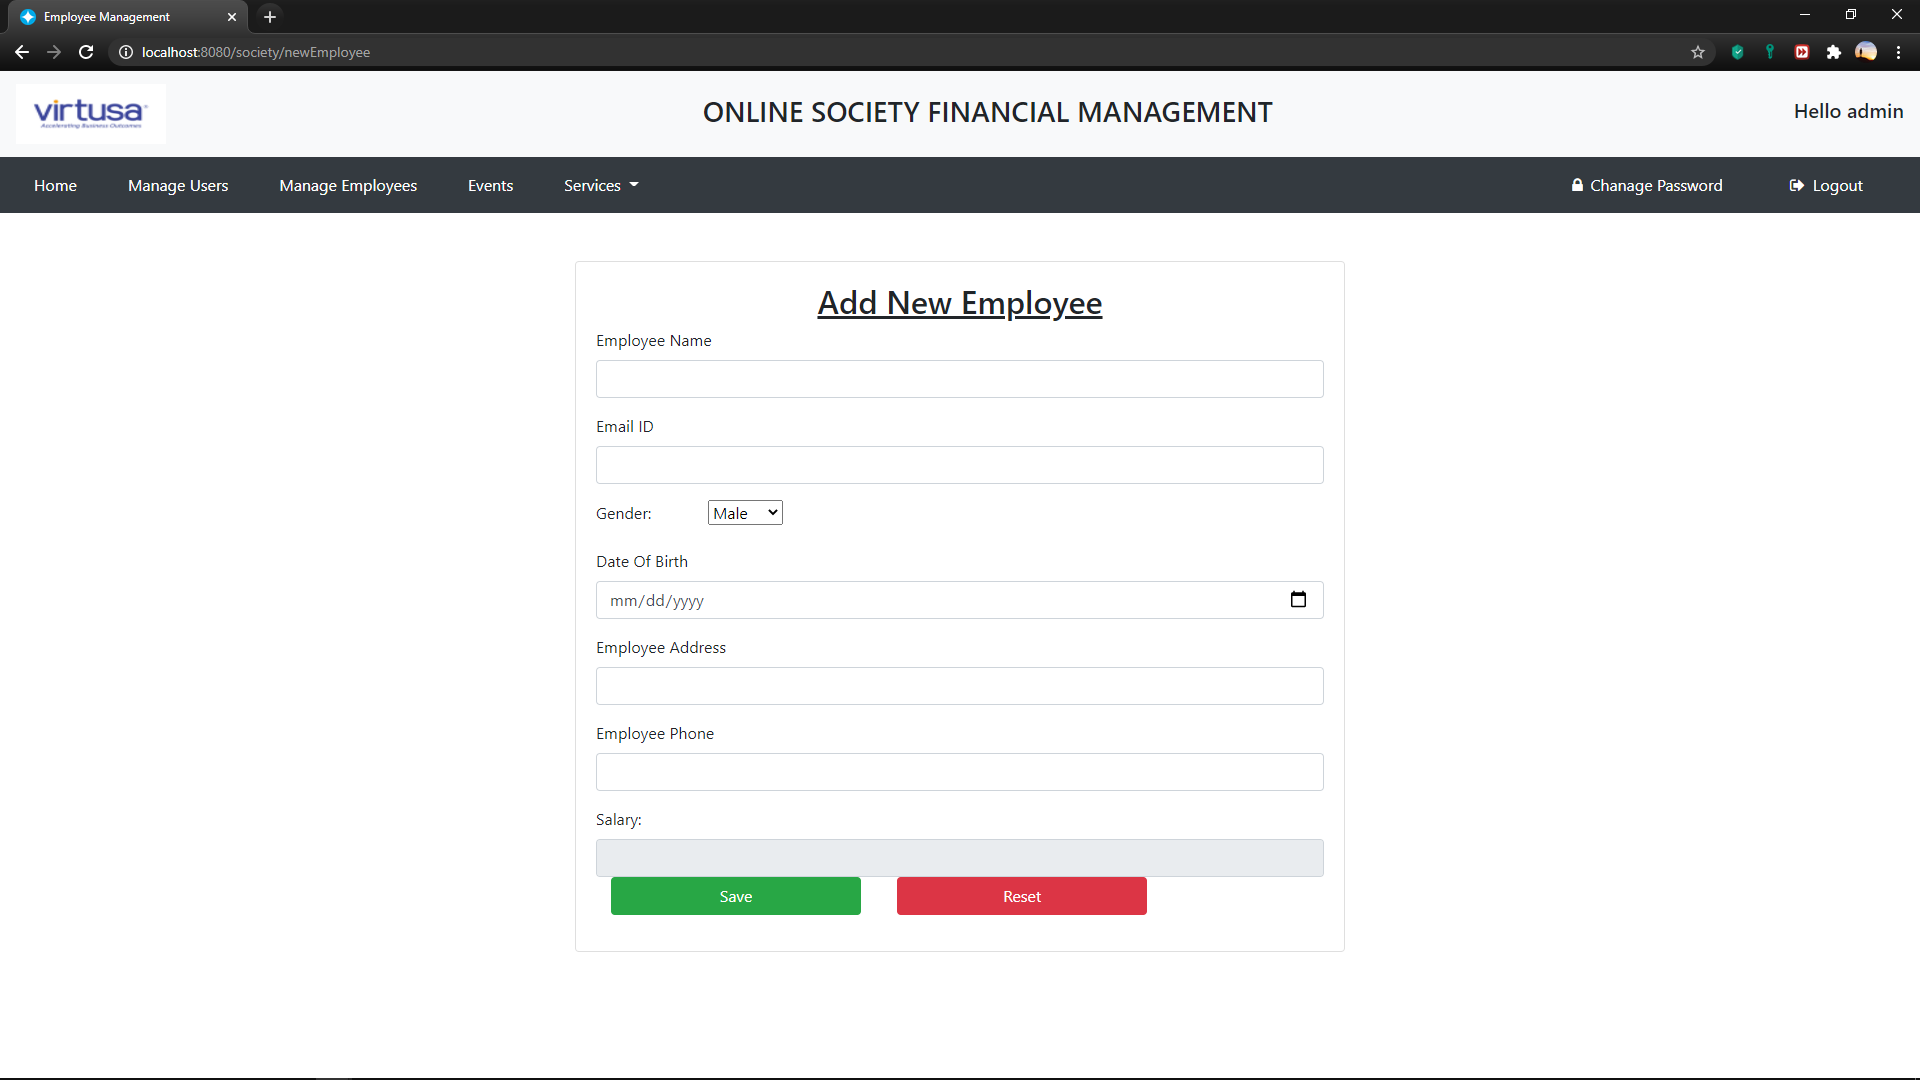 Employee Management
localhost:8080/society/newEmployee
virtusa
Accelerating Business Outcomes
ONLINE SOCIETY FINANCIAL MANAGEMENT
Hello admin
Home Manage Users Manage Employees Events Services Chanage Password Logout
Add New Employee
Employee Name
Email ID
Gender: Male
Date Of Birth
mm/dd/yyyy
Employee Address
Employee Phone
Salary:
Save Reset